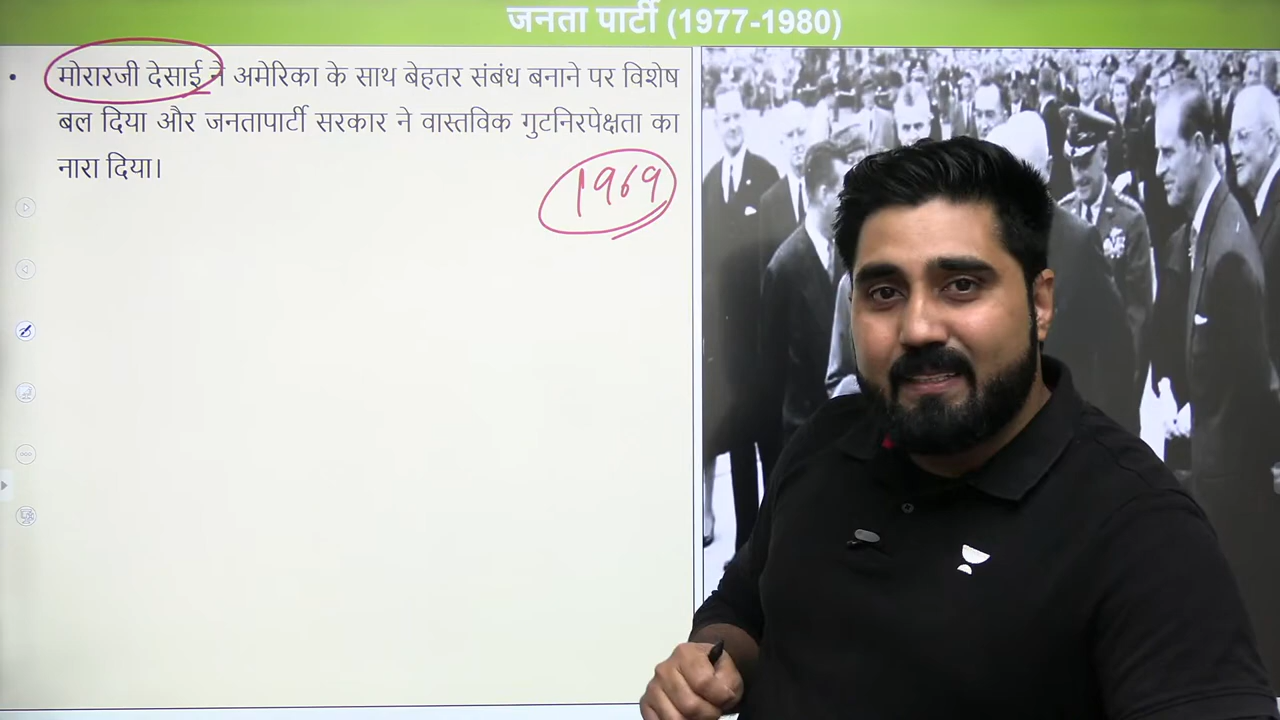 जनता पार्टी (1977-1980)
• मोरारजी देसाई ने अमेरिका के साथ बेहतर संबंध बनाने पर विशेष
बल दिया और जनतापार्टी सरकार ने वास्तविक गुटनिरपेक्षता का
नारा दिया।
1969